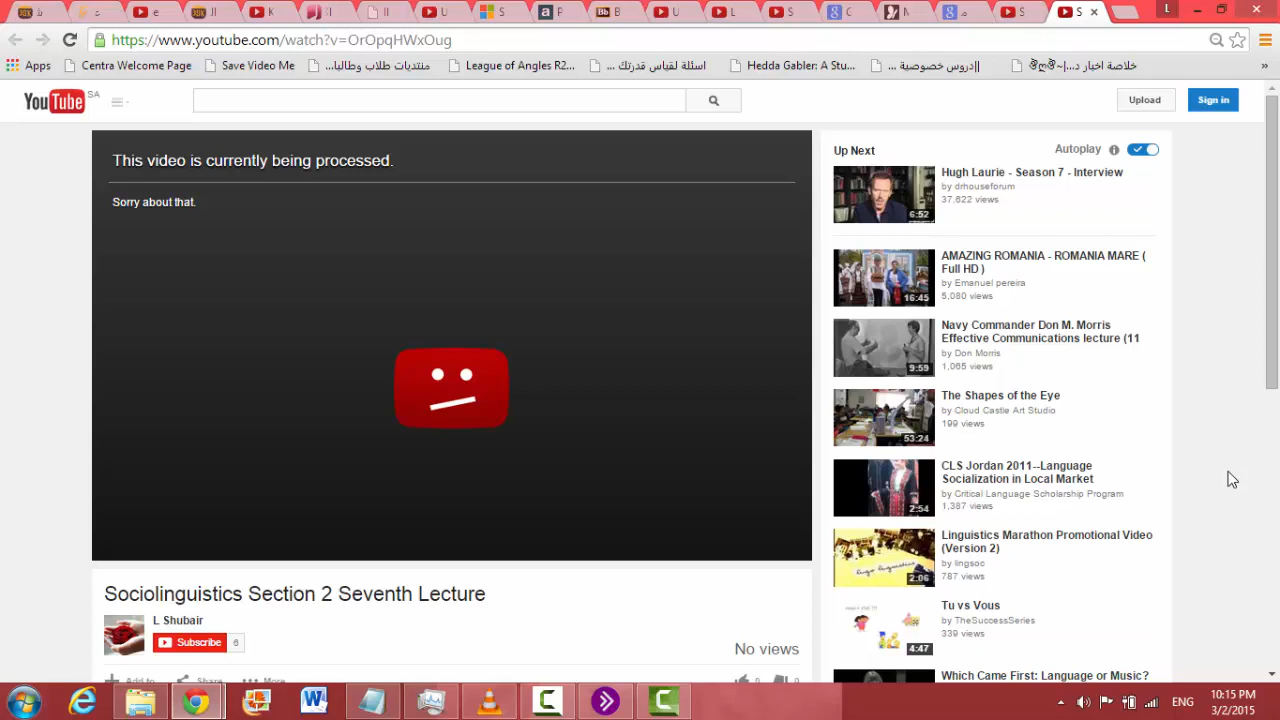 https://www.youtube.com/watch?v=OrOpqHWxOug
Apps
Centra Welcome Page
Save Video Me
منتديات طلاب وطالبا...
League of Angles R2...
اسئلة لقياس قدرتك ...
Hedda Gabler: A Stu...
YouTube SA
Upload
Sign in
This video is currently being processed.
Sorry about that.
Up Next
Autoplay
Hugh Laurie - Season 7 - Interview
by drhouseforum
37,822 views
6:52
AMAZING ROMANIA - ROMANIA MARE (
Full HD )
by Emanuel pereira
5,080 views
16:45
Navy Commander Don M. Morris
Effective Communications lecture (11
by Don Morris
1,065 views
9:59
The Shapes of the Eye
by Cloud Castle Art Studio
199 views
53:24
CLS Jordan 2011--Language
Socialization in Local Market
by Critical Language Scholarship Program
1,387 views
2:54
Linguistics Marathon Promotional Video
(Version 2)
by lingsoc
787 views
2:06
Tu vs Vous
by TheSuccessSeries
339 views
4:47
Which Came First: Language or Music?
Sociolinguistics Section 2 Seventh Lecture
L Shubair
Subscribe
6
No views
Add to
Share
More
ENG
10:15 PM
3/2/2015